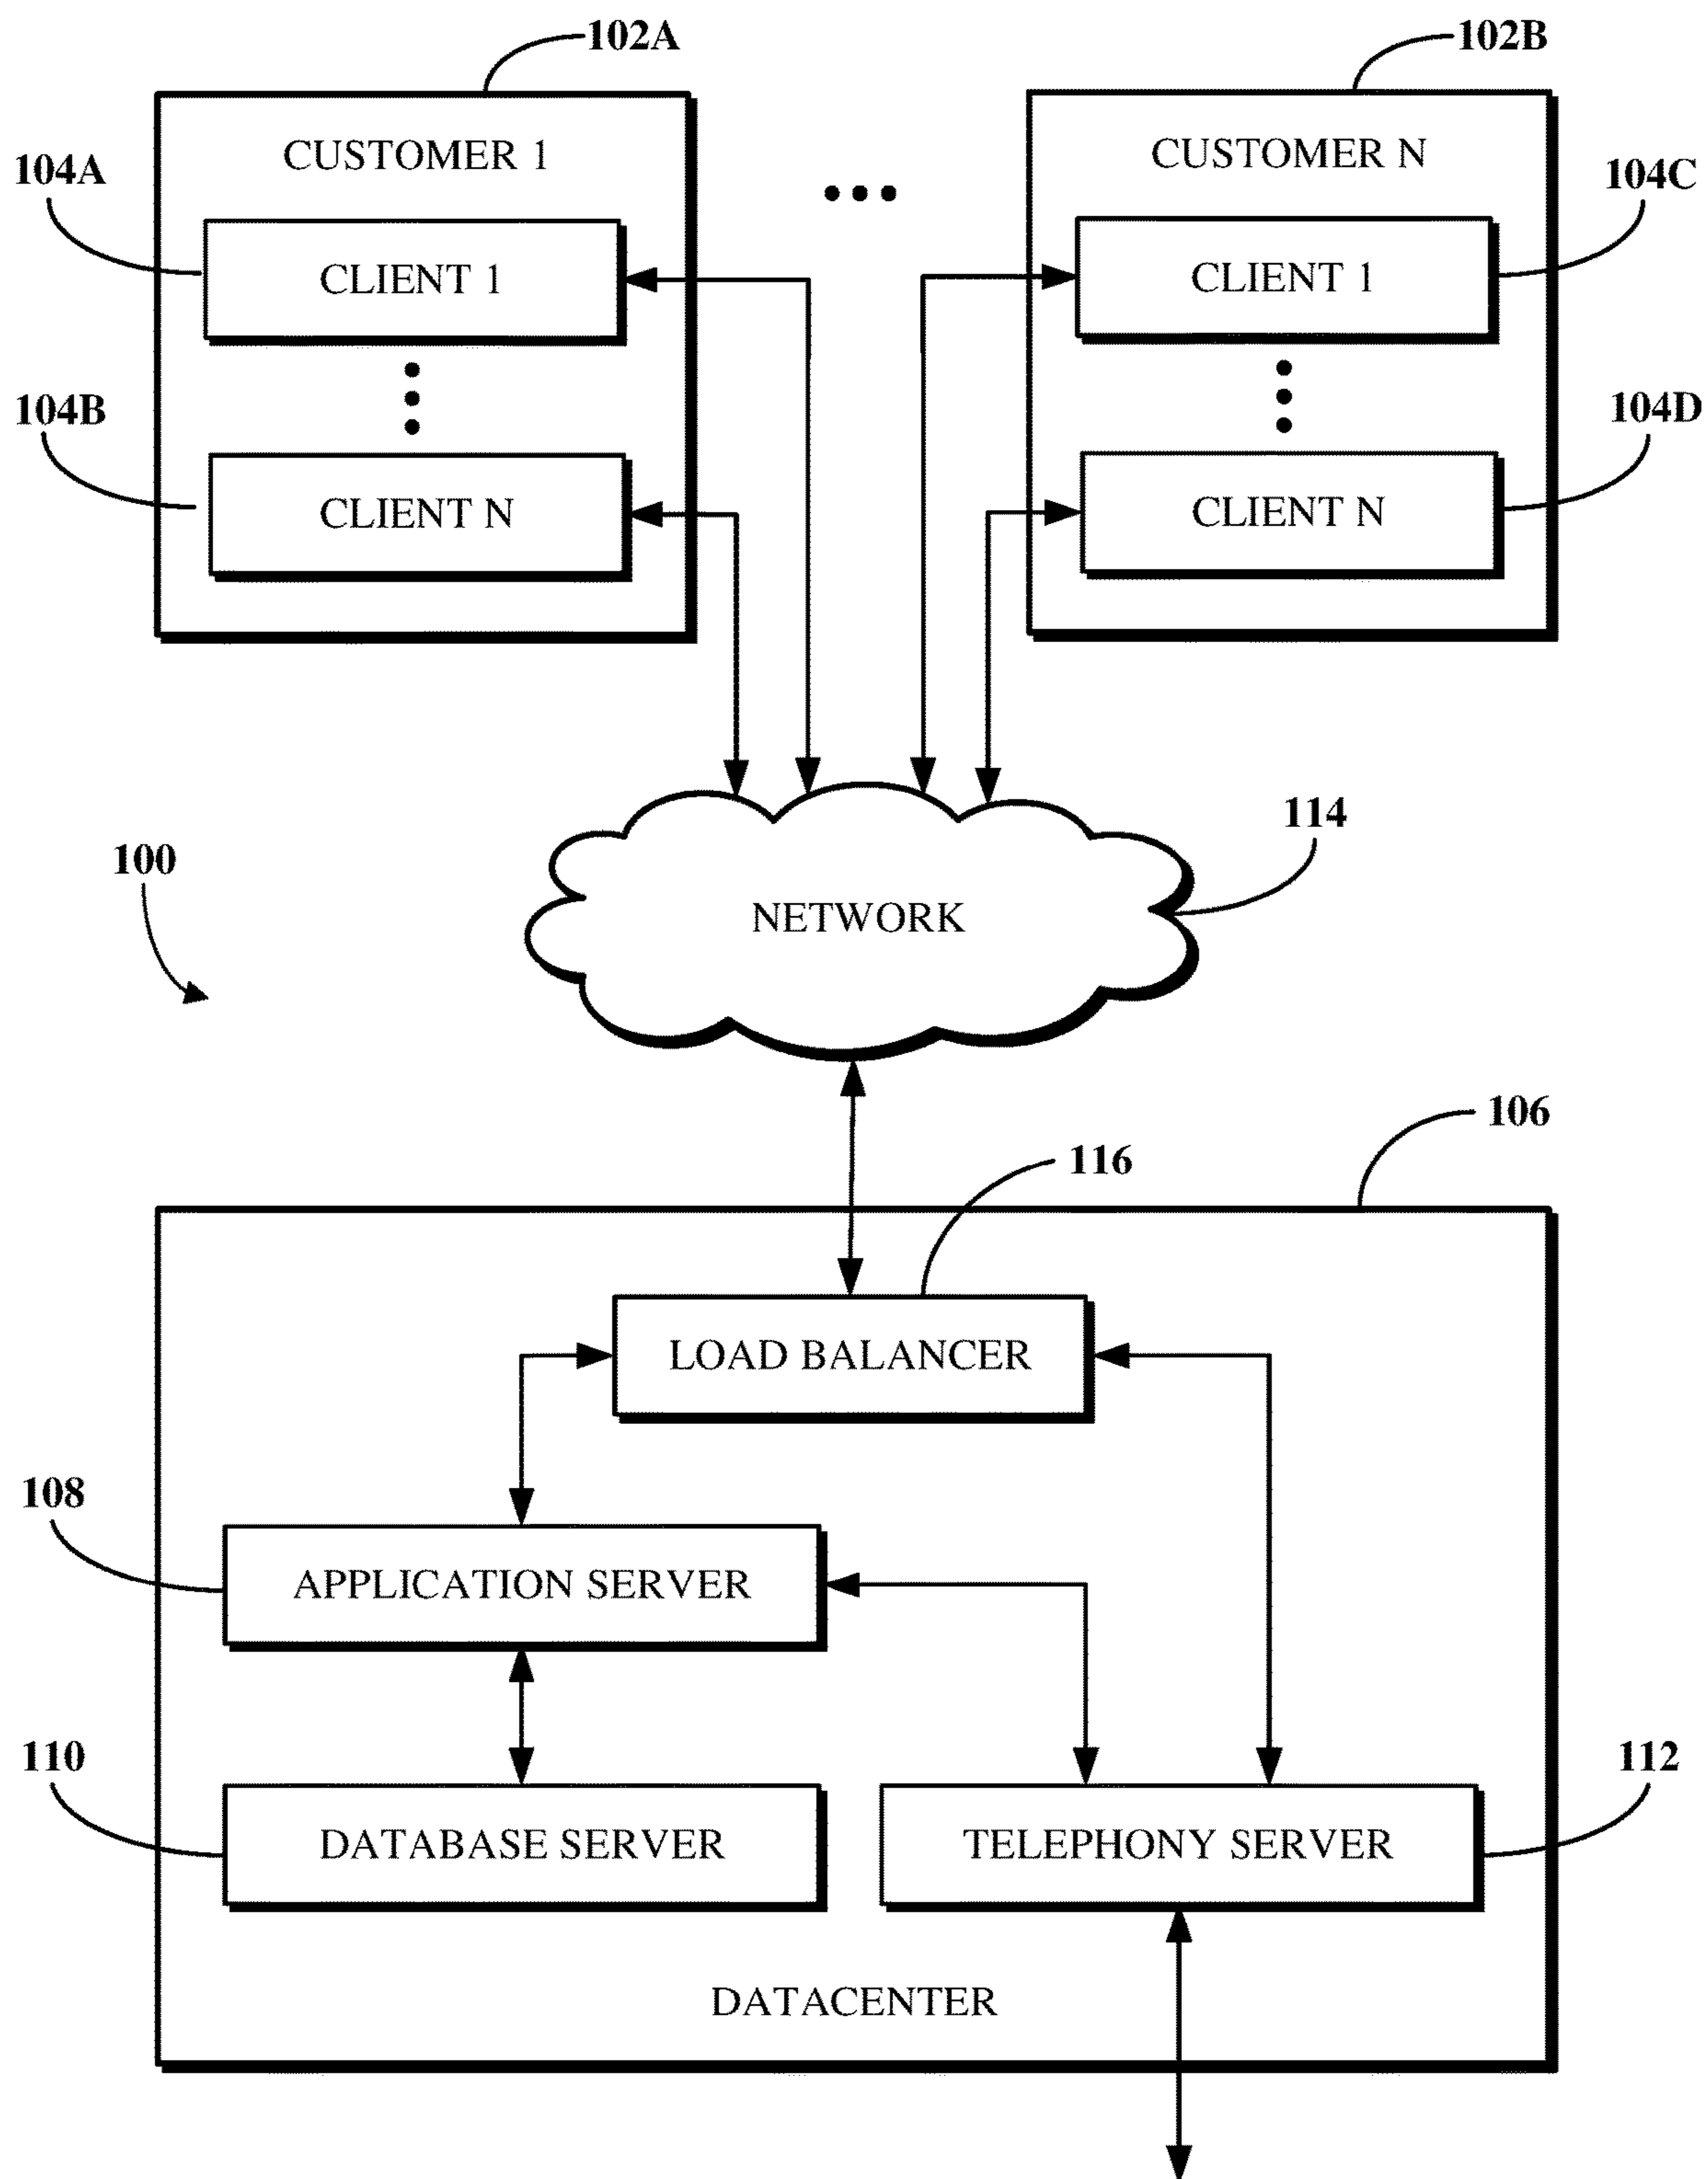 102A
102B
CUSTOMER 1
CUSTOMER N
104A
104C
CLIENT 1
CLIENT 1
104B
104D
CLIENT N
CLIENT N
114
100
NETWORK
106
116
LOAD BALANCER
108
APPLICATION SERVER
110
112
DATABASE SERVER
TELEPHONY SERVER
DATACENTER